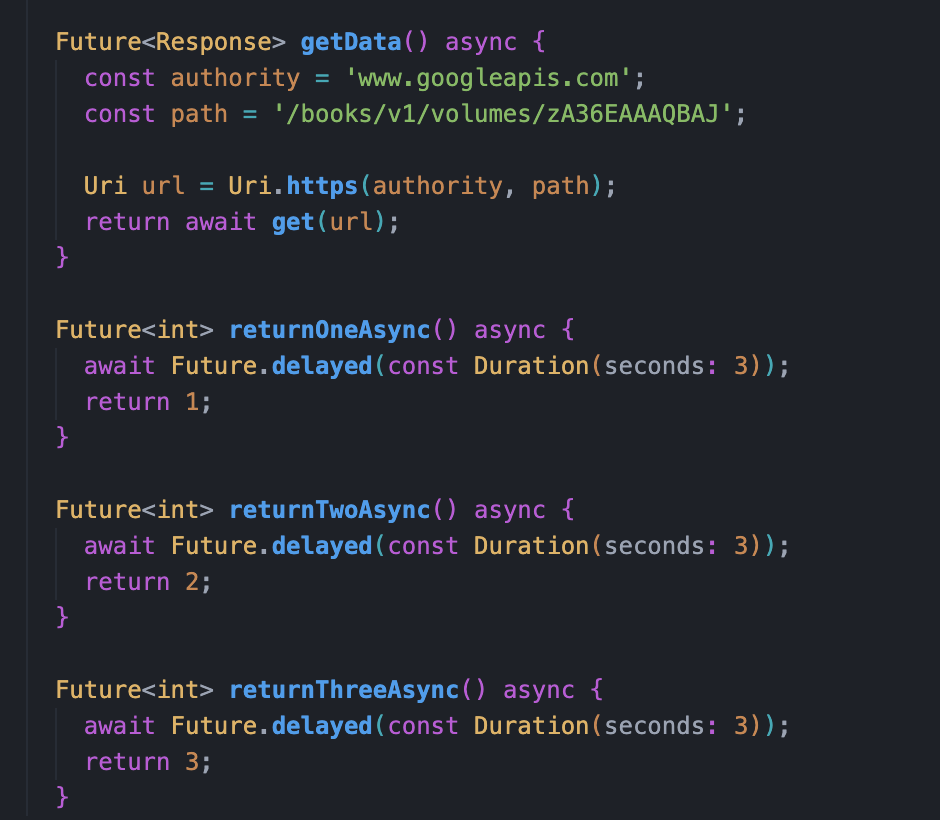 Future<Response> getData() async {
  const authority = 'www.googleapis.com';
  const path = '/books/v1/volumes/zA36EAAAQBAJ';

  Uri url = Uri.https(authority, path);
  return await get(url);
}

Future<int> returnOneAsync() async {
  await Future.delayed(const Duration(seconds: 3));
  return 1;
}

Future<int> returnTwoAsync() async {
  await Future.delayed(const Duration(seconds: 3));
  return 2;
}

Future<int> returnThreeAsync() async {
  await Future.delayed(const Duration(seconds: 3));
  return 3;
}